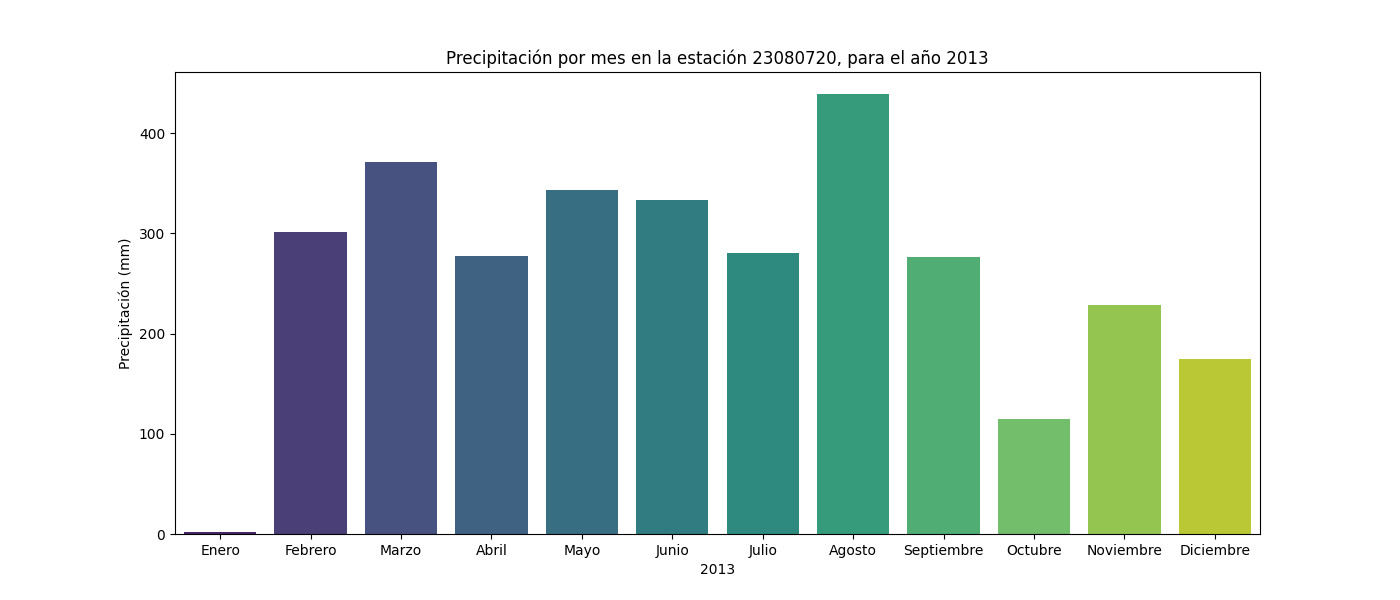 Precipitación por mes en la estación 23080720, para el año 2013
Precipitación (mm)
400
300
200
100
0
Enero Febrero Marzo Abril Mayo Junio Julio Agosto Septiembre Octubre Noviembre Diciembre
2013